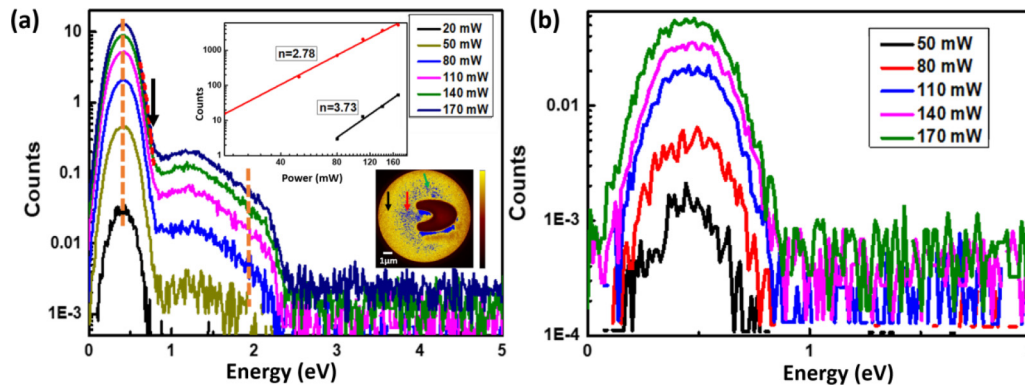 (a)
10
1
0.1
0.01
1E-3
Counts
0
1
2
3
4
5
Energy (eV)
20 mW
50 mW
80 mW
110 mW
140 mW
170 mW
1000
100
10
1
Counts
n=2.78
n=3.73
40
80
120
160
Power (mW)
1µm
(b)
0.01
1E-3
1E-4
Counts
0
1
Energy (eV)
50 mW
80 mW
110 mW
140 mW
170 mW